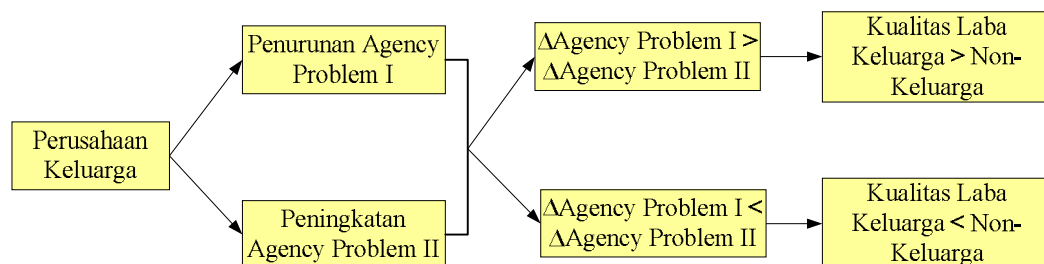 Perusahaan
Keluarga
Penurunan Agency
Problem I
Peningkatan
Agency Problem II
ΔAgency Problem I >
ΔAgency Problem II
ΔAgency Problem I <
ΔAgency Problem II
Kualitas Laba
Keluarga > Non-
Keluarga
Kualitas Laba
Keluarga < Non-
Keluarga